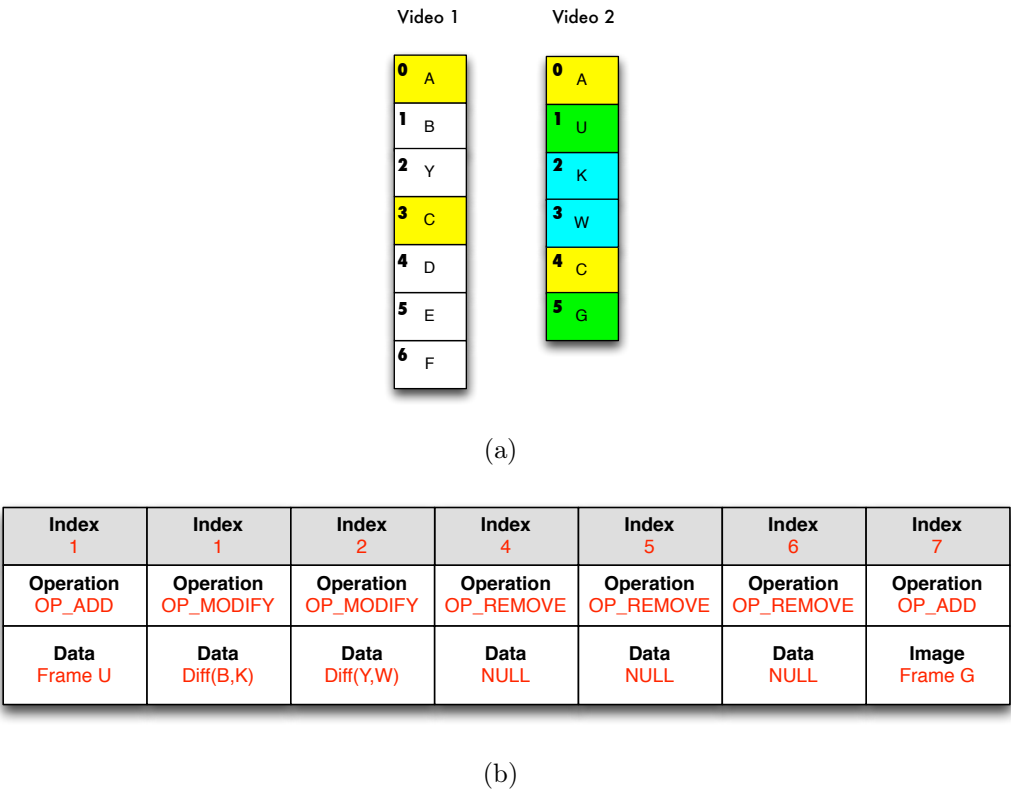 Video 1 Video 2
0 A 0 A
1 B 1 U
2 Y 2 K
3 C 3 W
4 D 4 C
5 E 5 G
6 F
(a)
Index Index Index Index Index Index Index
1 1 2 4 5 6 7
Operation Operation Operation Operation Operation Operation Operation
OP_ADD OP_MODIFY OP_MODIFY OP_REMOVE OP_REMOVE OP_REMOVE OP_ADD
Data Data Data Data Data Data Image
Frame U Diff(B,K) Diff(Y,W) NULL NULL NULL Frame G
(b)